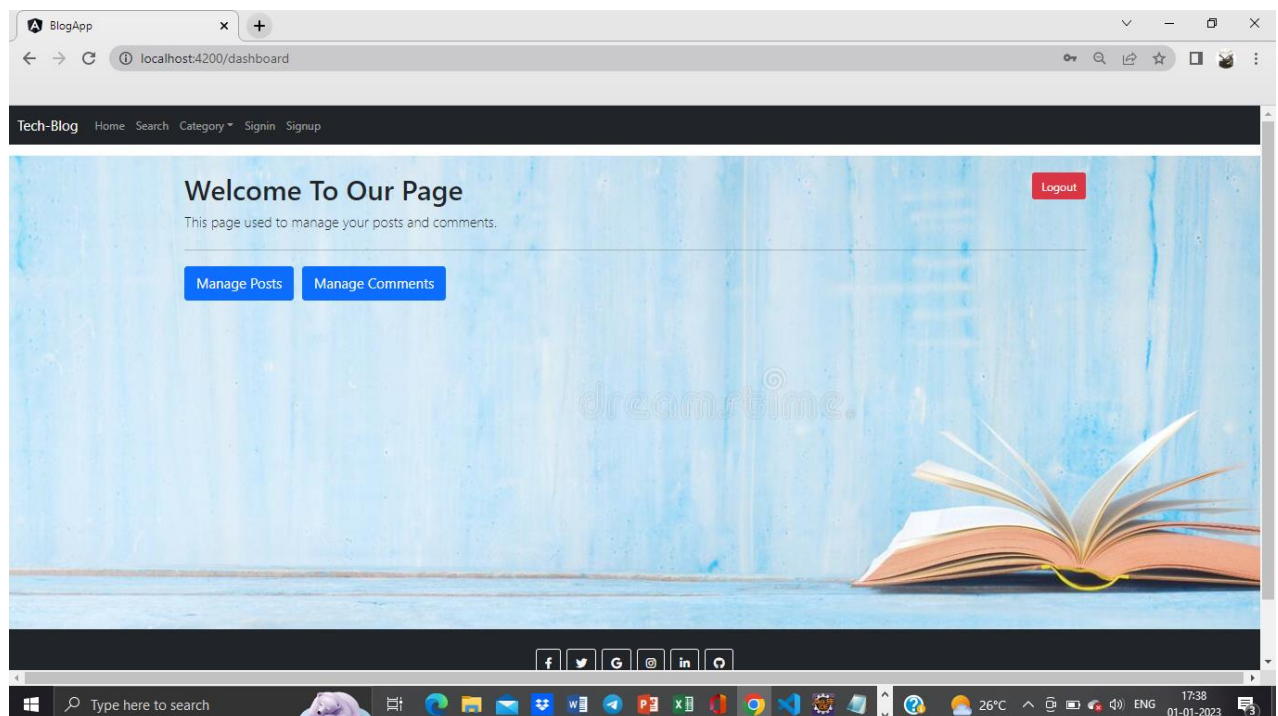 BlogApp
localhost:4200/dashboard
Tech-Blog Home Search Category Signin Signup
Welcome To Our Page
Logout
This page used to manage your posts and comments.
Manage Posts Manage Comments
dreamstime.
f G in
Type here to search
26°C ENG
17:38
01-01-2023